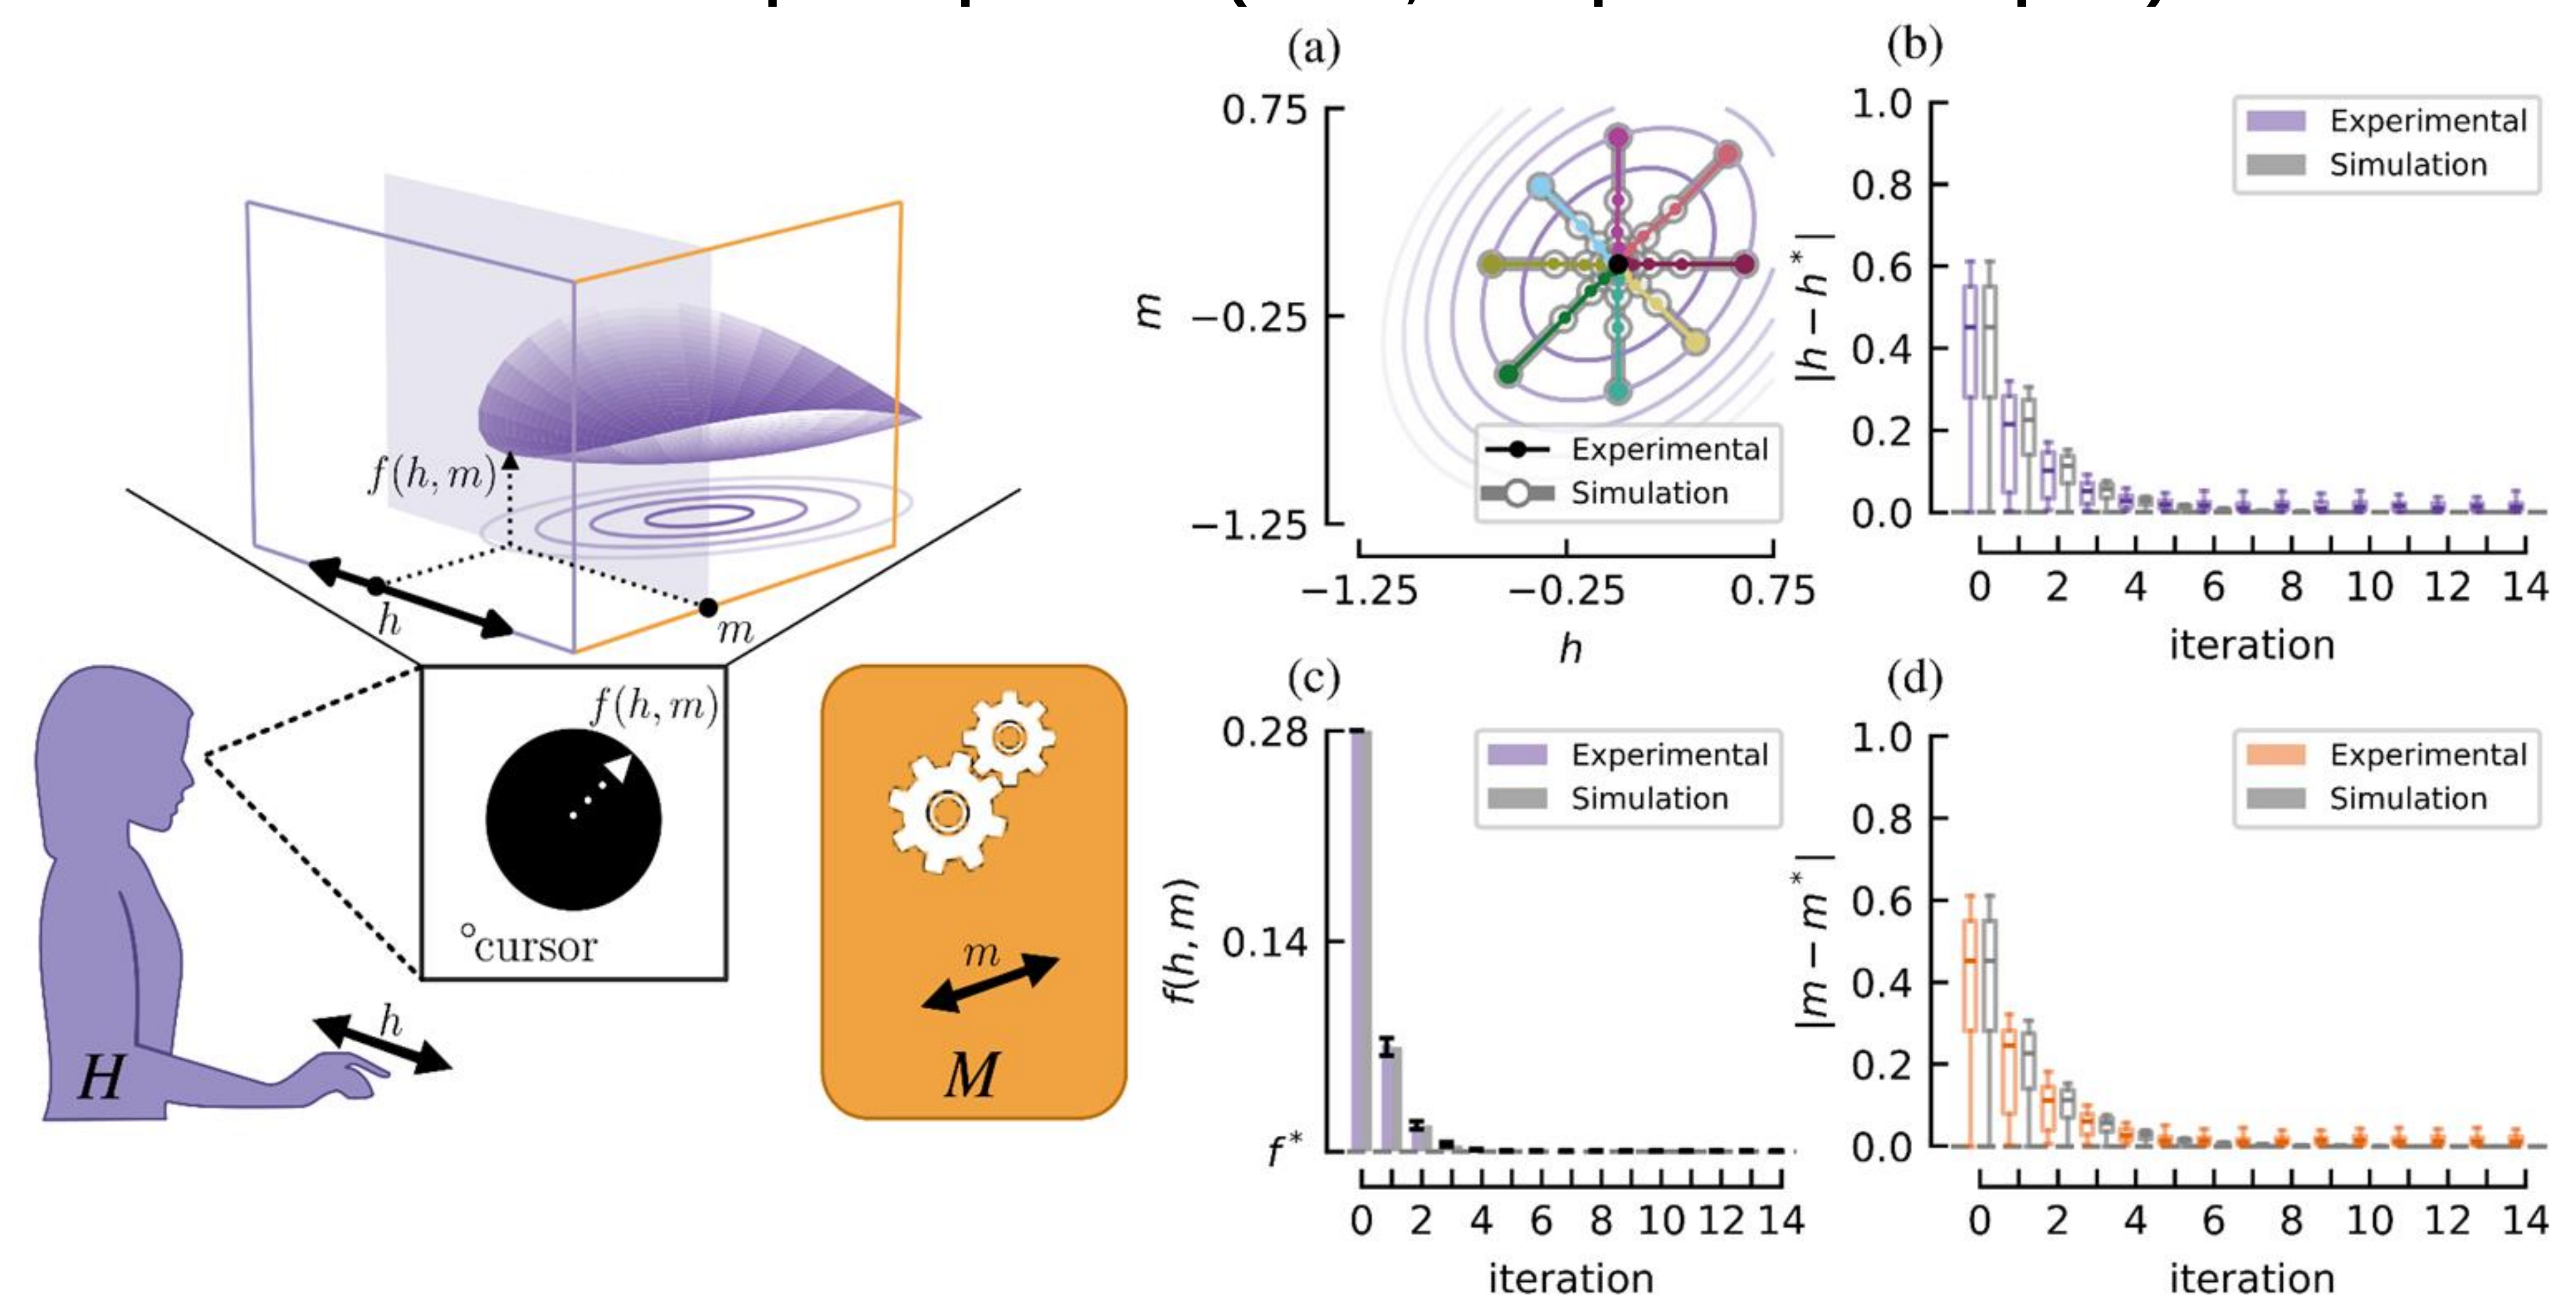 f(h, m)
h
m
f(h, m)
°cursor
h
H
m
M
(a)
0.75
−0.25
−1.25
m
−1.25 −0.25 0.75
h
Experimental
Simulation
(b)
1.0
0.8
0.6
0.4
0.2
0.0
|h − h*|
Experimental
Simulation
0 2 4 6 8 10 12 14
iteration
(c)
0.28
0.14
f*
f(h, m)
Experimental
Simulation
0 2 4 6 8 10 12 14
iteration
(d)
1.0
0.8
0.6
0.4
0.2
0.0
|m − m*|
Experimental
Simulation
0 2 4 6 8 10 12 14
iteration